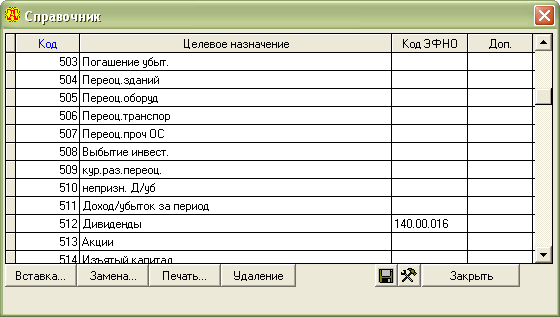 Справочник
Код Целевое назначение Код ЭФНО Доп.
503 Погашение убыт.
504 Переоц.зданий
505 Переоц.оборуд
506 Переоц.транспор
507 Переоц.проч ОС
508 Выбытие инвест.
509 кур.раз.переоц.
510 непризн. Д/уб
511 Доход/убыток за период
512 Дивиденды 140.00.016
513 Акции
514 Изъятый капитал
Вставка... Замена... Печать... Удаление Закрыть